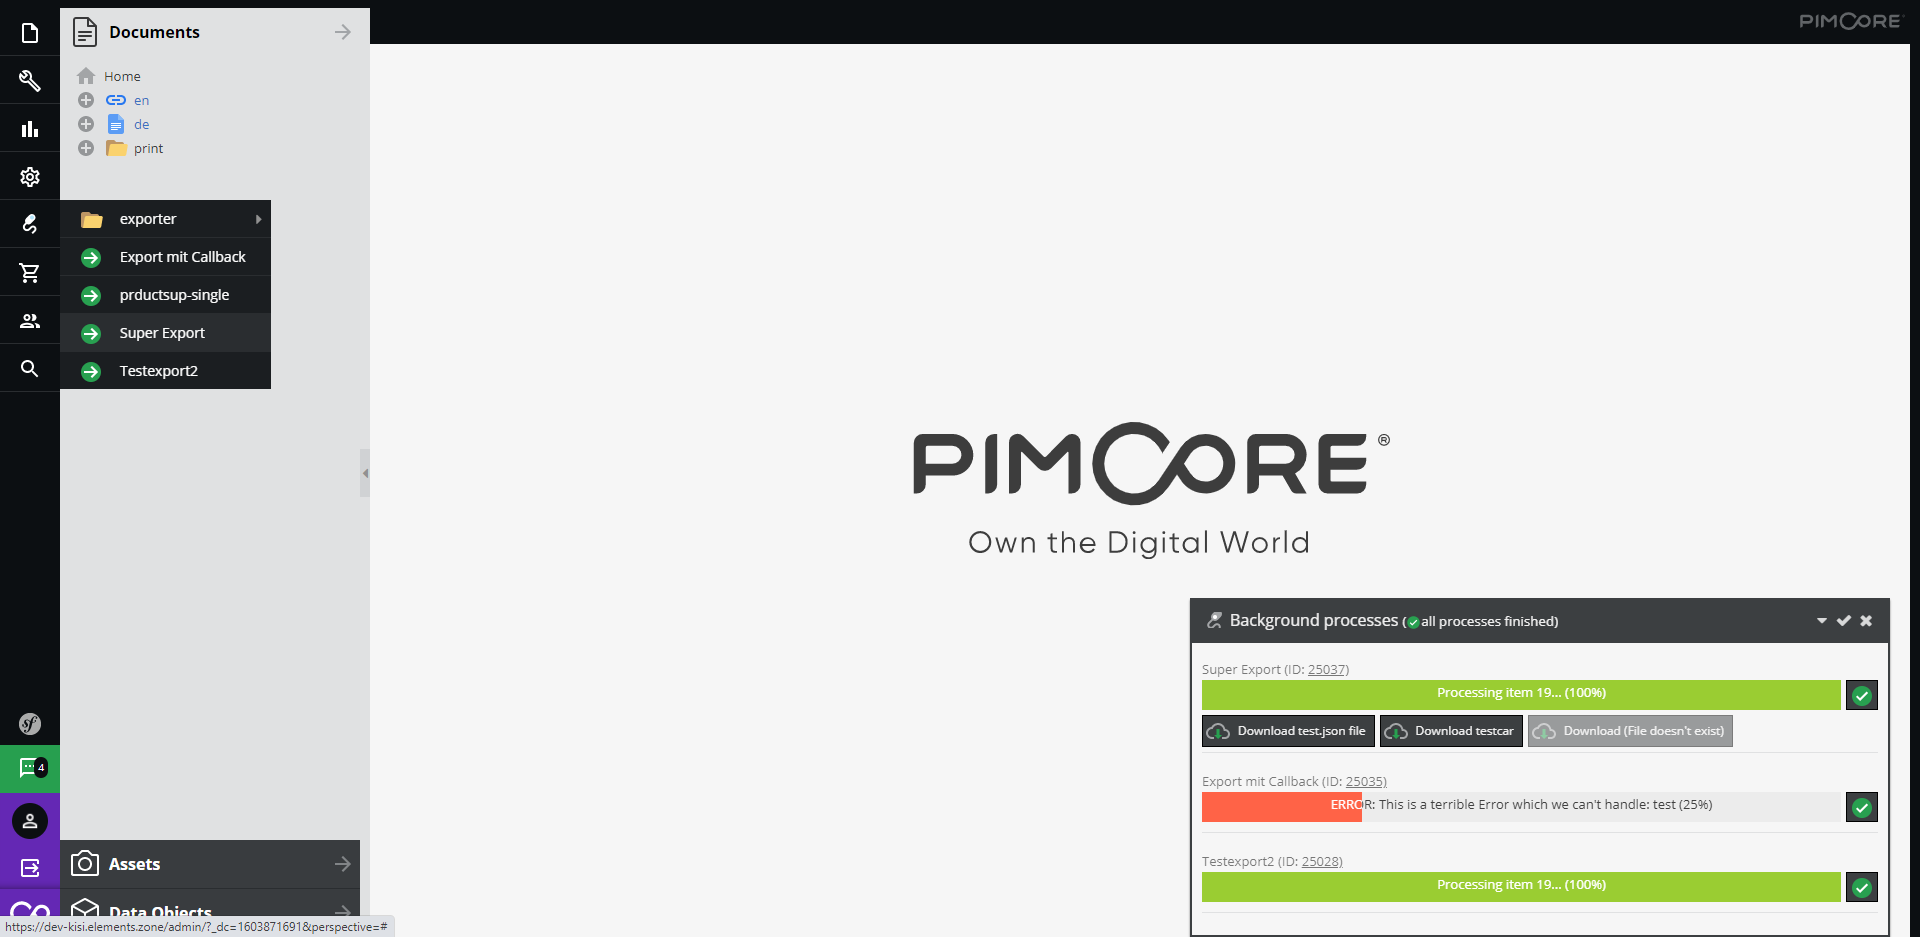 PIMCORE
Documents
Home
en
de
print
exporter
Export mit Callback
prductsup-single
Super Export
Testexport2
PIMCORE®
Own the Digital World
Background processes (all processes finished)
Super Export (ID: 25037)
Processing item 19... (100%)
Download test.json file
Download testcar
Download (File doesn't exist)
Export mit Callback (ID: 25035)
ERROR: This is a terrible Error which we can't handle: test (25%)
Testexport2 (ID: 25028)
Processing item 19... (100%)
sf
4
Assets
Data Objects
https://dev-kisi.elements.zone/admin/?_dc=1603871691&perspective=#